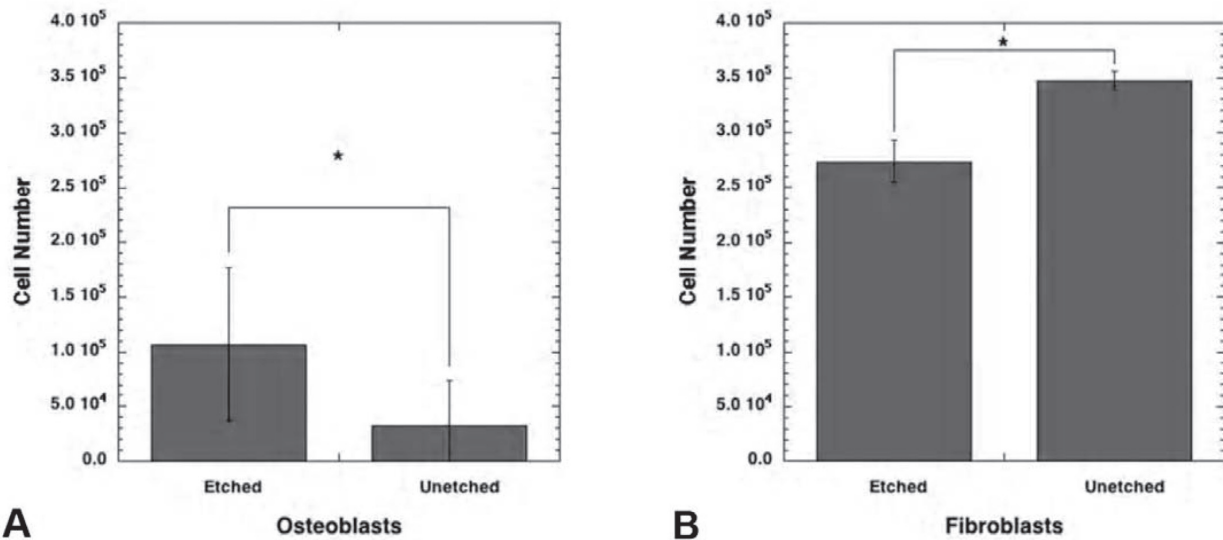 4.0 10⁵
3.5 10⁵
3.0 10⁵
2.5 10⁵
2.0 10⁵
1.5 10⁵
1.0 10⁵
5.0 10⁴
0.0
Cell Number
*
Etched Unetched
Osteoblasts
A
4.0 10⁵
3.5 10⁵
3.0 10⁵
2.5 10⁵
2.0 10⁵
1.5 10⁵
1.0 10⁵
5.0 10⁴
0.0
Cell Number
*
Etched Unetched
Fibroblasts
B